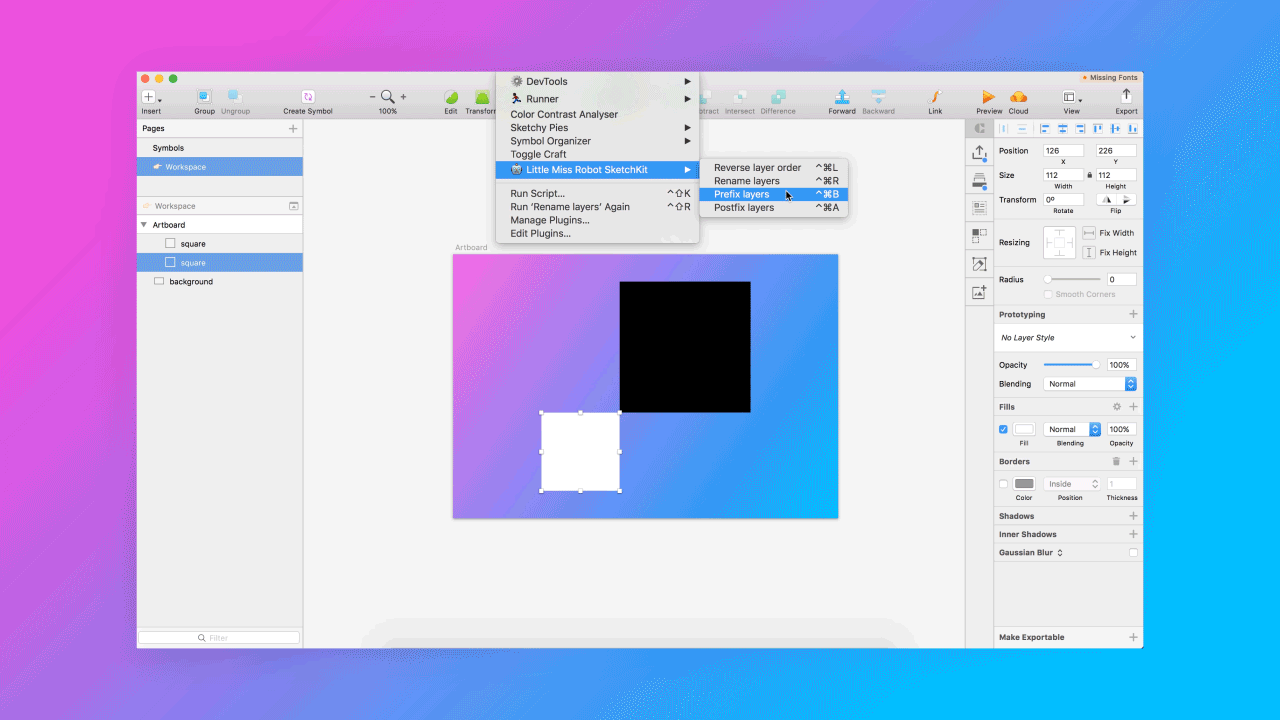 Missing Fonts
Insert
Group
Ungroup
Create Symbol
100%
Edit
Transform
Intersect
Difference
Forward
Backward
Link
Preview
Cloud
View
Export
DevTools
Runner
Color Contrast Analyser
Sketchy Pies
Symbol Organizer
Toggle Craft
Little Miss Robot SketchKit
Run Script... ⌃⇧K
Run ‘Rename layers’ Again ⌃⇧R
Manage Plugins...
Edit Plugins...
Reverse layer order ⌃⌘L
Rename layers ⌃⌘R
Prefix layers ⌃⌘B
Postfix layers ⌃⌘A
Pages
Symbols
Workspace
Workspace
Artboard
square
square
background
Filter
Artboard
Position 126 226
X Y
Size 112 112
Width Height
Transform 0º
Rotate Flip
Resizing Fix Width
Fix Height
Radius 0
Smooth Corners
Prototyping
No Layer Style
Opacity 100%
Blending Normal
Fills
Normal 100%
Fill Blending Opacity
Borders
Inside 1
Color Position Thickness
Shadows
Inner Shadows
Gaussian Blur
Make Exportable